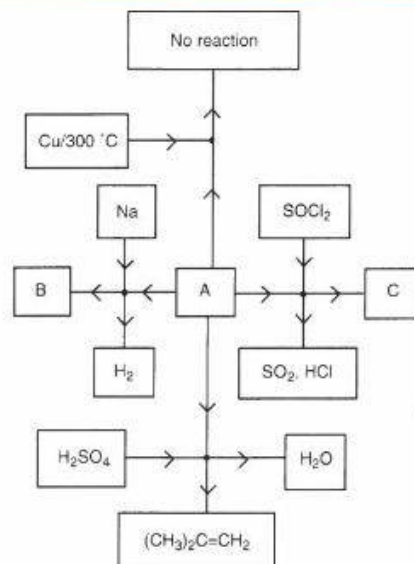 No reaction
Cu/300 °C
Na
SOCl₂
B
A
C
H₂
SO₂, HCl
H₂SO₄
H₂O
(CH₃)₂C=CH₂